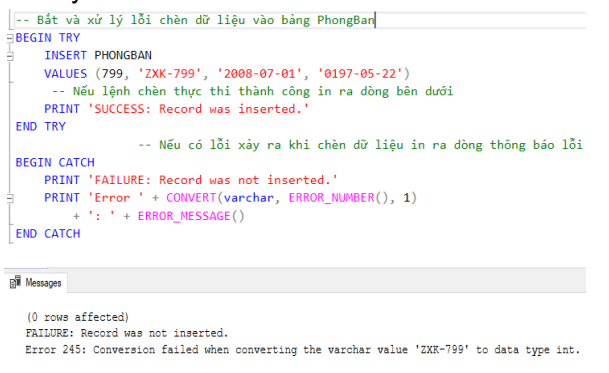 -- Bắt và xử lý lỗi chèn dữ liệu vào bảng PhongBan
BEGIN TRY
INSERT PHONGBAN
VALUES (799, 'ZXK-799', '2008-07-01', '0197-05-22')
-- Nếu lệnh chèn thực thi thành công in ra dòng bên dưới
PRINT 'SUCCESS: Record was inserted.'
END TRY
-- Nếu có lỗi xảy ra khi chèn dữ liệu in ra dòng thông báo lỗi
BEGIN CATCH
PRINT 'FAILURE: Record was not inserted.'
PRINT 'Error ' + CONVERT(varchar, ERROR_NUMBER(), 1)
+ ': ' + ERROR_MESSAGE()
END CATCH
Messages
(0 rows affected)
FAILURE: Record was not inserted.
Error 245: Conversion failed when converting the varchar value 'ZXK-799' to data type int.